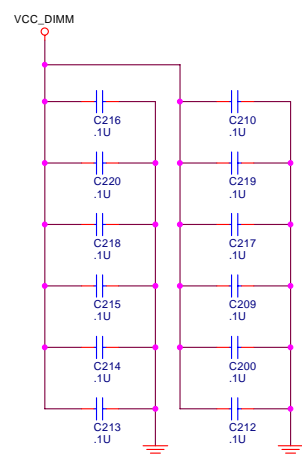 VCC_DIMM
C216
.1U
C210
.1U
C220
.1U
C219
.1U
C218
.1U
C217
.1U
C215
.1U
C209
.1U
C214
.1U
C200
.1U
C213
.1U
C212
.1U